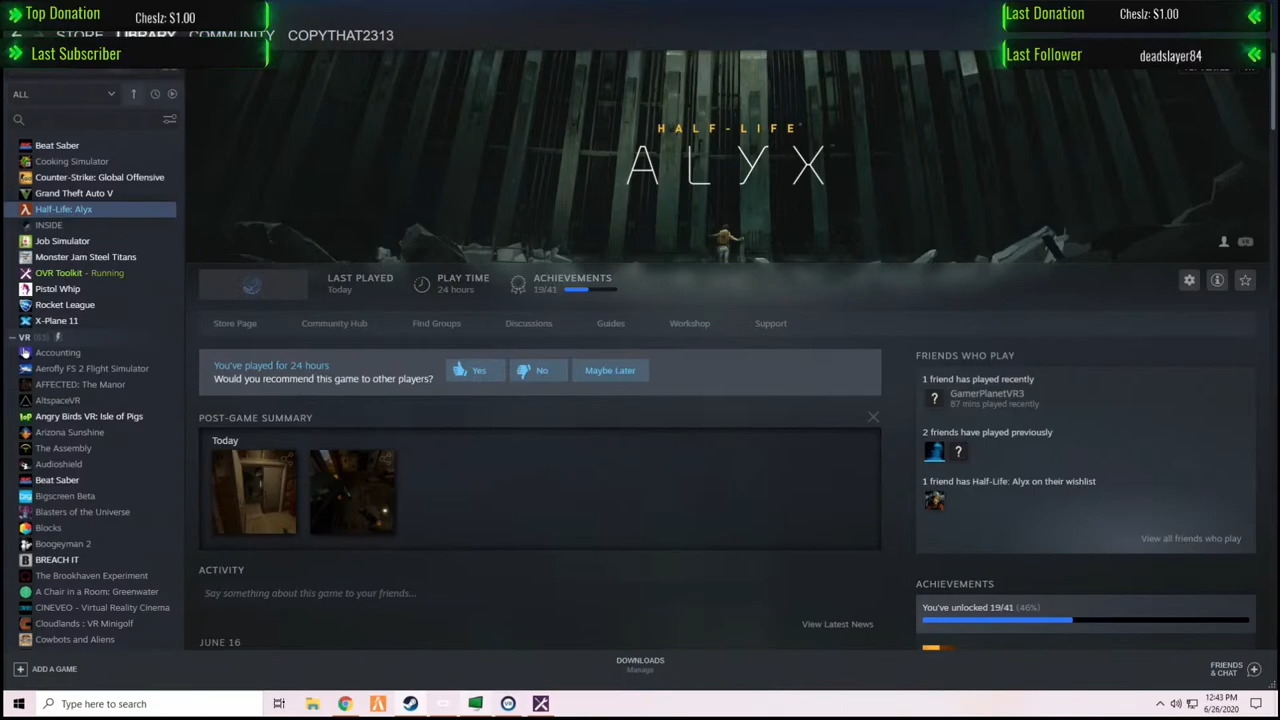 Top Donation
Cheslz: $1.00
Last Donation
Cheslz: $1.00
STORE LIBRARY COMMUNITY COPYTHAT2313
Last Subscriber
Last Follower
deadslayer84
ALL
HALF-LIFE
ALYX
Beat Saber
Cooking Simulator
Counter-Strike: Global Offensive
Grand Theft Auto V
Half-Life: Alyx
INSIDE
Job Simulator
Monster Jam Steel Titans
OVR Toolkit - Running
Pistol Whip
Rocket League
X-Plane 11
VR (83)
Accounting
Aerofly FS 2 Flight Simulator
AFFECTED: The Manor
AltspaceVR
Angry Birds VR: Isle of Pigs
Arizona Sunshine
The Assembly
Audioshield
Beat Saber
Bigscreen Beta
Blasters of the Universe
Blocks
Boogeyman 2
BREACH IT
The Brookhaven Experiment
A Chair in a Room: Greenwater
CINEVEO - Virtual Reality Cinema
Cloudlands : VR Minigolf
Cowbots and Aliens
LAST PLAYED
Today
PLAY TIME
24 hours
ACHIEVEMENTS
19/41
Store Page
Community Hub
Find Groups
Discussions
Guides
Workshop
Support
You've played for 24 hours
Would you recommend this game to other players?
Yes
No
Maybe Later
POST-GAME SUMMARY
Today
ACTIVITY
Say something about this game to your friends...
View Latest News
JUNE 16
FRIENDS WHO PLAY
1 friend has played recently
GamerPlanetVR3
87 mins played recently
2 friends have played previously
1 friend has Half-Life: Alyx on their wishlist
View all friends who play
ACHIEVEMENTS
You've unlocked 19/41 (46%)
ADD A GAME
DOWNLOADS
Manage
FRIENDS
& CHAT
Type here to search
12:43 PM
6/26/2020